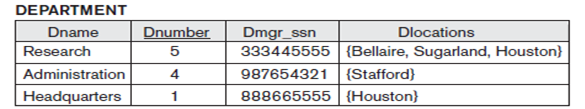 DEPARTMENT
Dname Dnumber Dmgr_ssn Dlocations
Research 5 333445555 {Bellaire, Sugarland, Houston}
Administration 4 987654321 {Stafford}
Headquarters 1 888665555 {Houston}